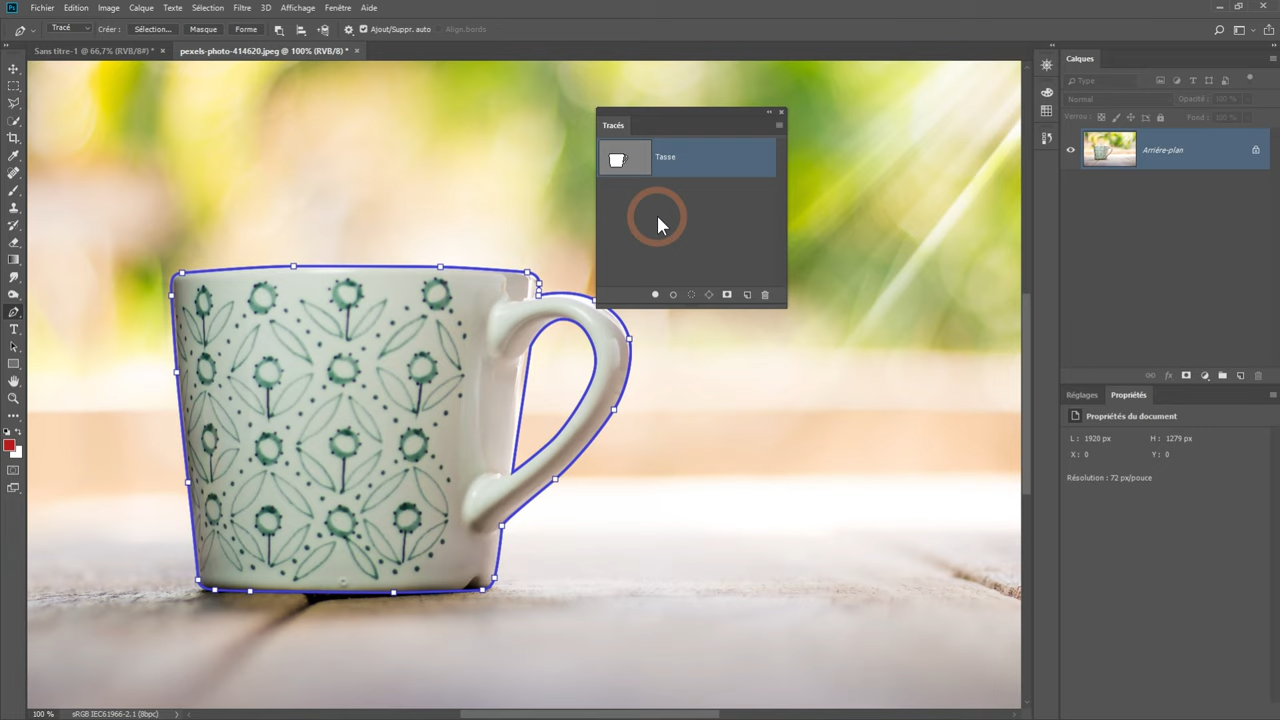 Ps Fichier Edition Image Calque Texte Sélection Filtre 3D Affichage Fenêtre Aide
Tracé Créer : Sélection... Masque Forme Ajout/Suppr. auto Align.bords
Sans titre-1 @ 66,7% (RVB/8#) * × pexels-photo-414620.jpeg @ 100% (RVB/8) * ×
Calques
Type
Normal Opacité : 100 %
Verrou : Fond : 100 %
Arrière-plan
Tracés
Tasse
fx
Réglages Propriétés
Propriétés du document
L : 1920 px H : 1279 px
X : 0 Y : 0
Résolution : 72 px/pouce
100 % sRGB IEC61966-2.1 (8bpc)